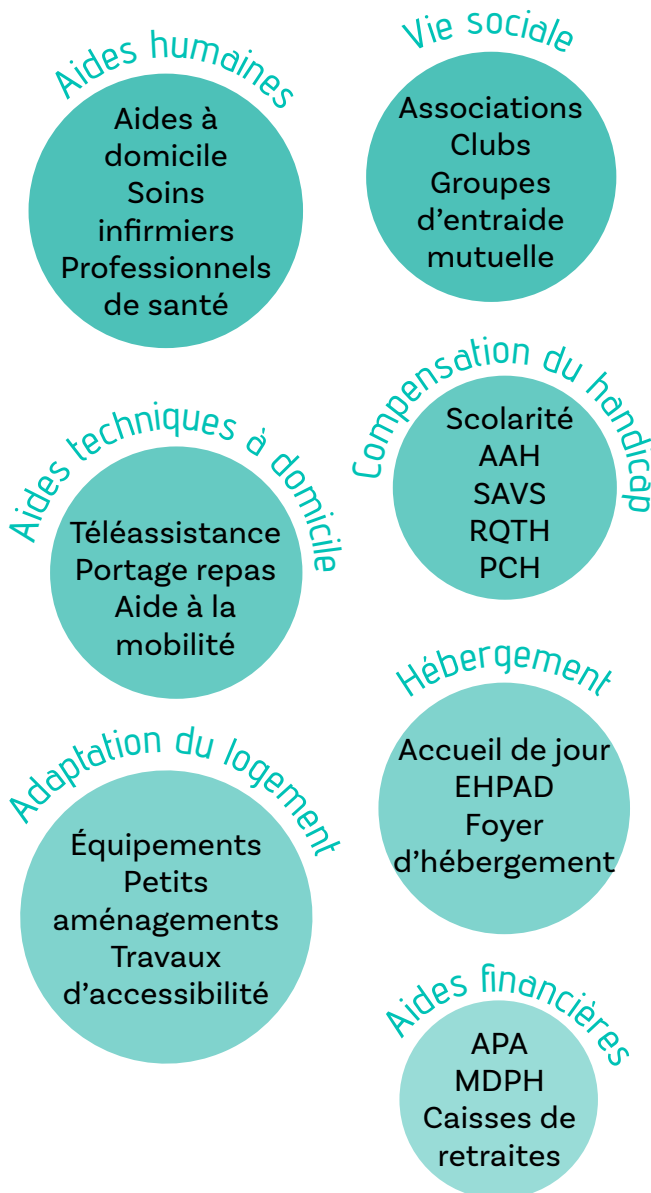 Aides humaines
Aides à
domicile
Soins
infirmiers
Professionnels
de santé
Vie sociale
Associations
Clubs
Groupes
d'entraide
mutuelle
Aides techniques à domicile
Téléassistance
Portage repas
Aide à la
mobilité
Compensation du handicap
Scolarité
AAH
SAVS
RQTH
PCH
Adaptation du logement
Équipements
Petits
aménagements
Travaux
d'accessibilité
Hébergement
Accueil de jour
EHPAD
Foyer
d'hébergement
Aides financières
APA
MDPH
Caisses de
retraites